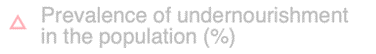 Prevalence of undernourishment
in the population (%)